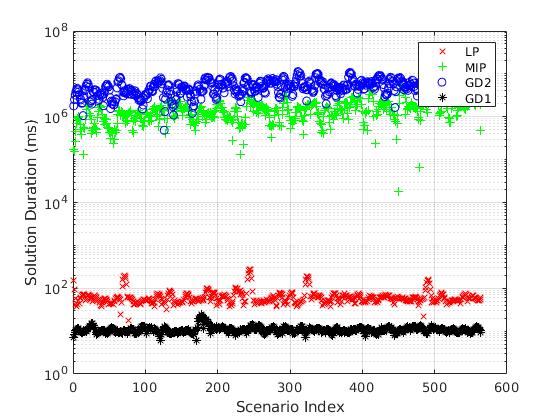 10^8
10^6
10^4
10^2
10^0
Solution Duration (ms)
LP
MIP
GD2
GD1
0 100 200 300 400 500 600
Scenario Index